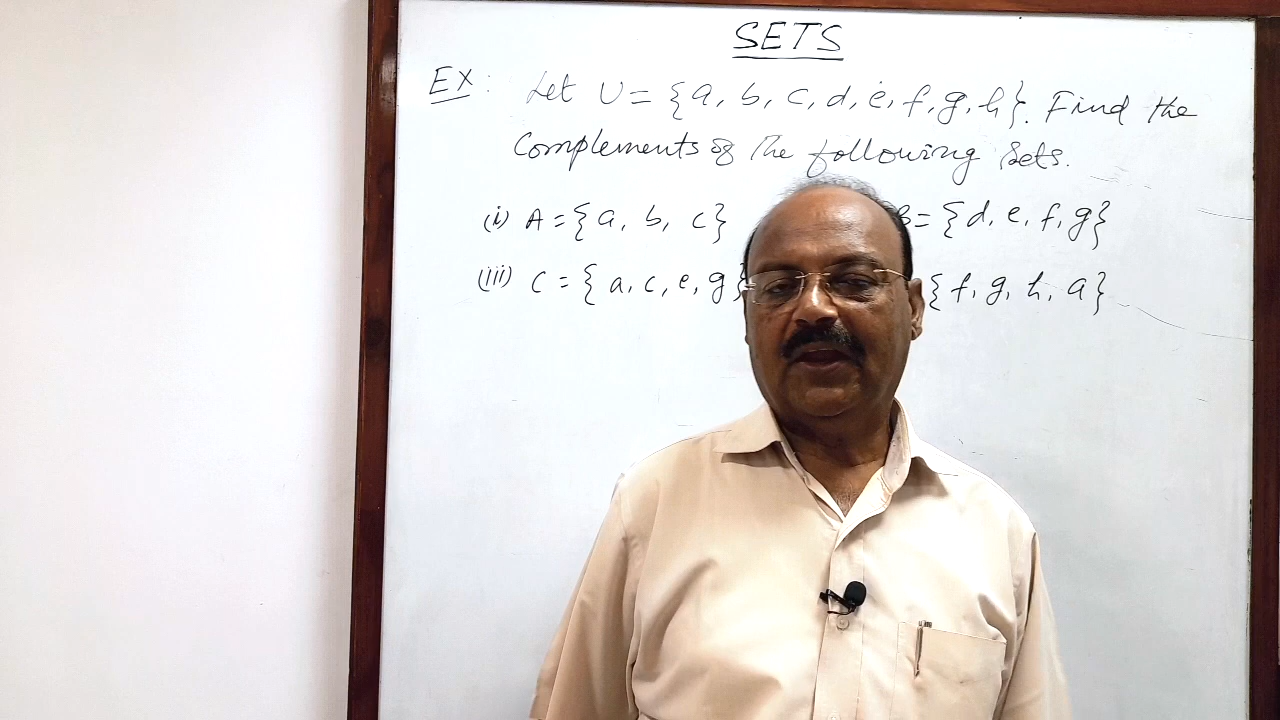 SETS
EX: Let U = {a, b, c, d, e, f, g, h}. Find the
Complements of the following Sets.
(i) A = {a, b, c} B = {d, e, f, g}
(iii) C = {a, c, e, g} {f, g, h, a}